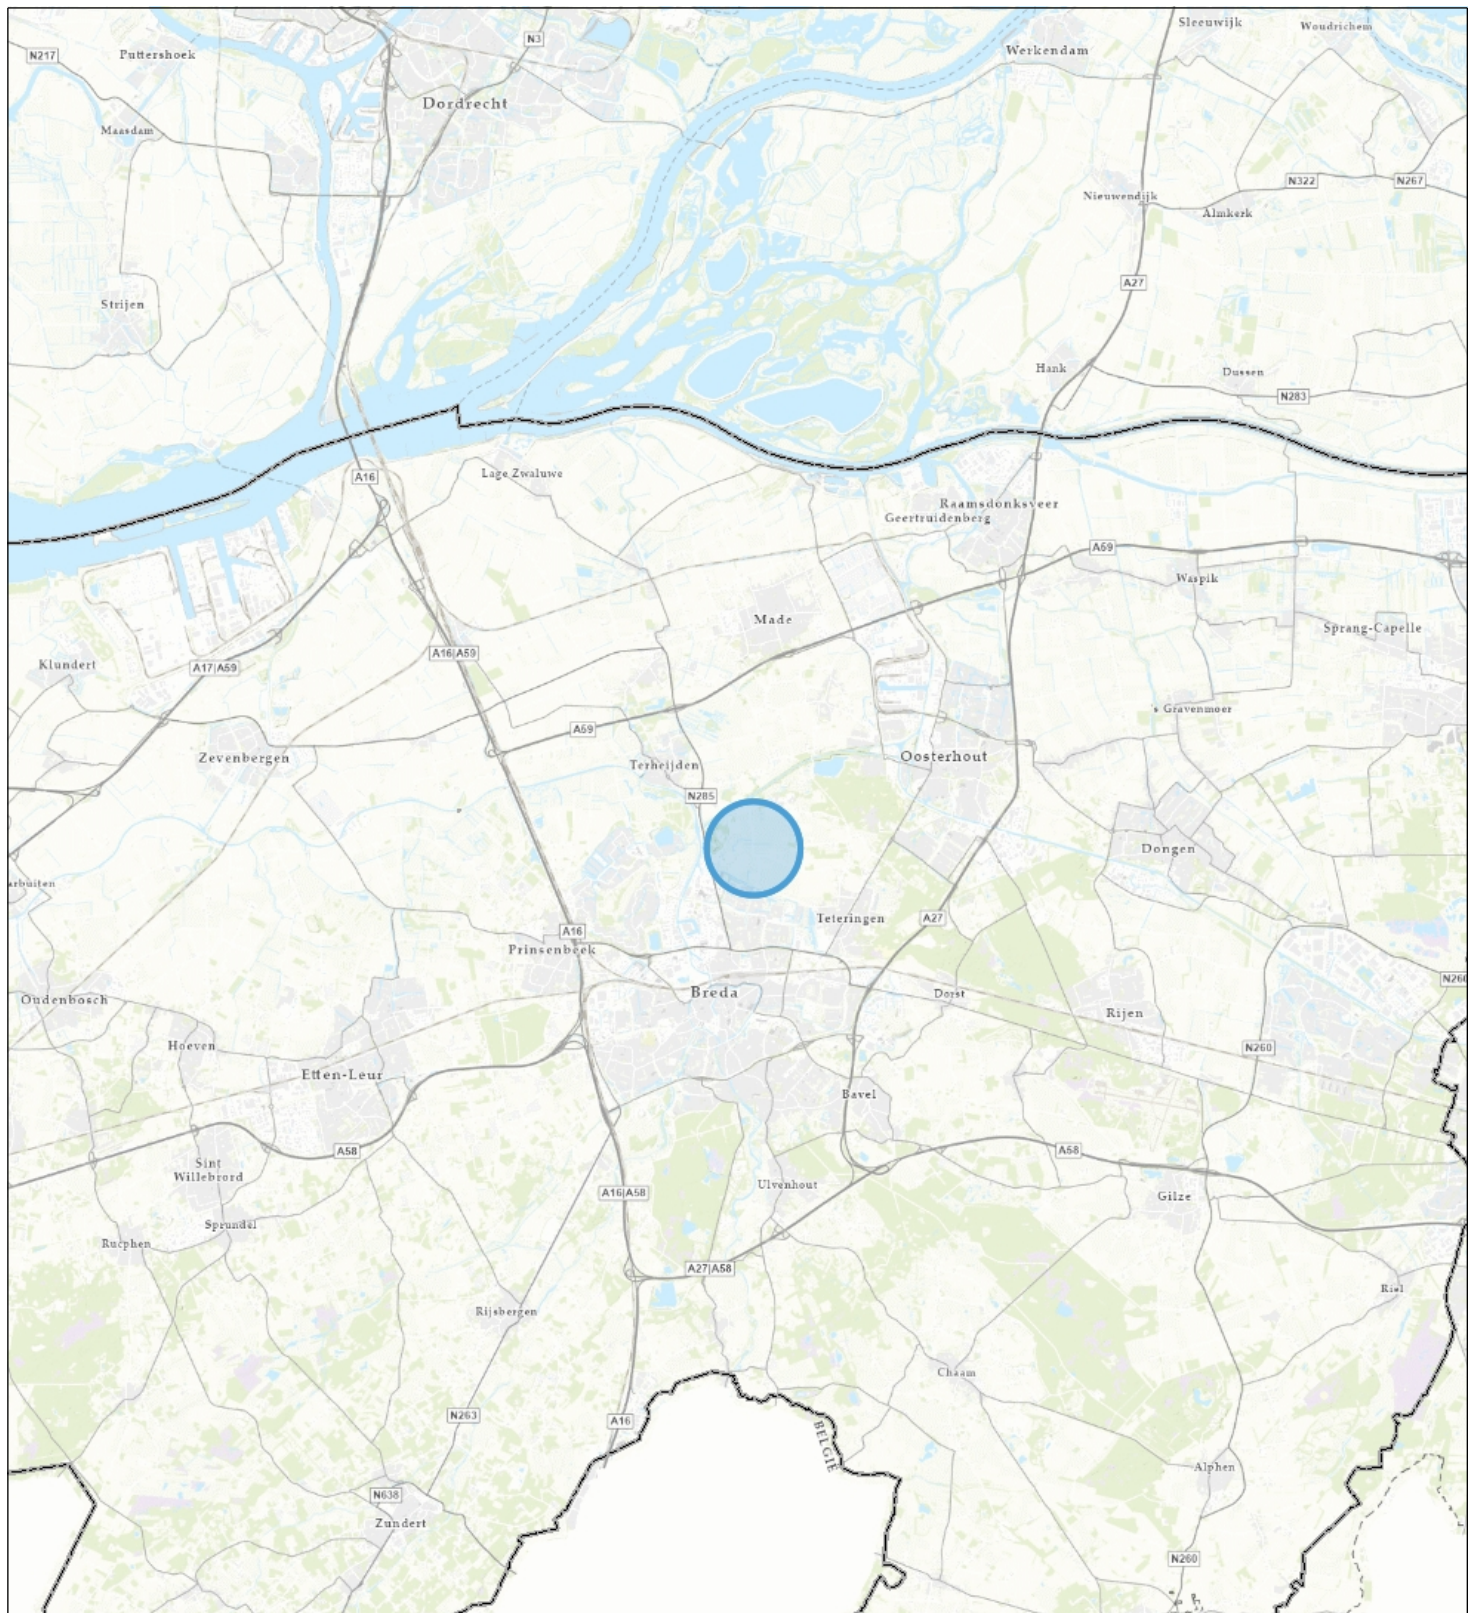 Sleeuwijk
Woudrichem
N3
Werkendam
N217
Puttershoek
Dordrecht
Maasdam
N322
N267
Nieuwendijk
Almkerk
A27
Strijen
Hank
Dussen
N283
Lage Zwaluwe
A16
Raamsdonksveer
Geertruidenberg
A59
Waspik
Made
Sprang-Capelle
A16|A59
Klundert
A17|A59
's Gravenmoer
A59
Zevenbergen
Oosterhout
Terheijden
N285
Dongen
arbuiten
Teteringen
A27
A16
Prinsenbeek
N260
Breda
Dorst
Oudenbosch
Rijen
Hoeven
N260
Etten-Leur
Bavel
A58
A58
Sint
Willebrord
Ulvenhout
A16|A58
Gilze
Sprundel
Rucphen
A27|A58
Riel
Rijsbergen
Chaam
N263
A16
BELGIË
Alphen
N638
Zundert
N260